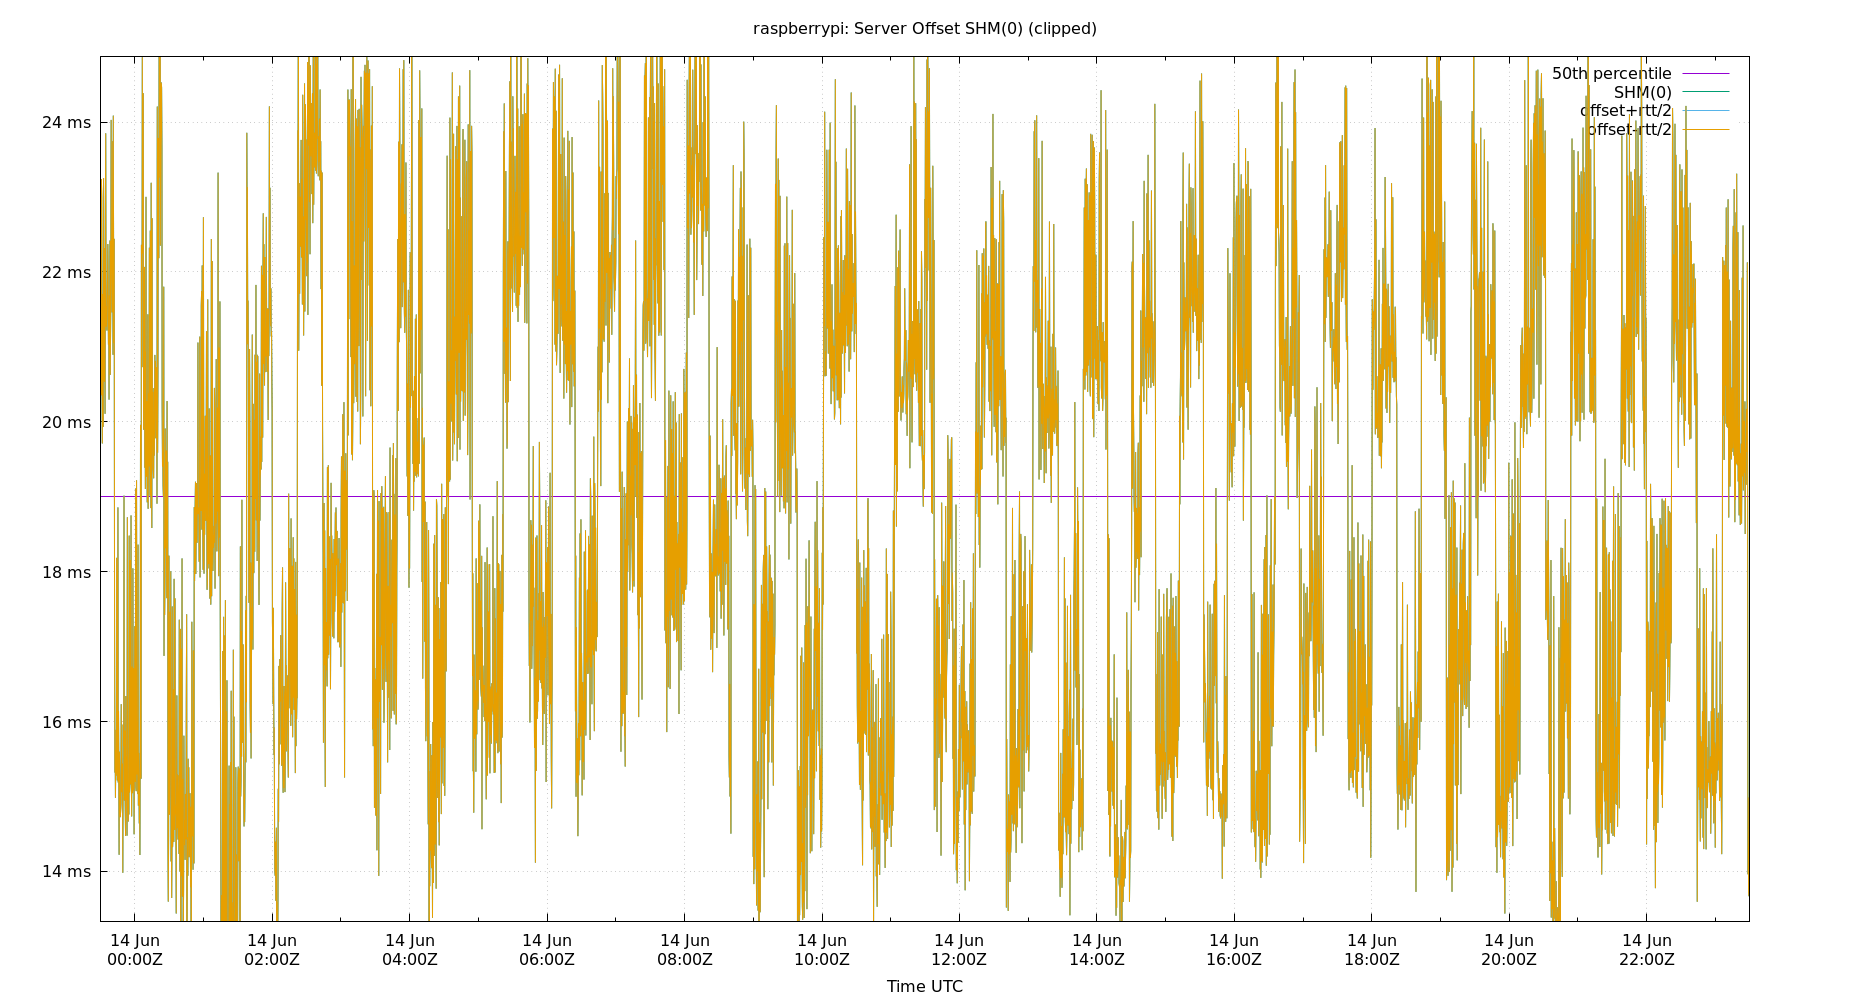 raspberrypi: Server Offset SHM(0) (clipped)
50th percentile
SHM(0)
offset+rtt/2
offset-rtt/2
24 ms
22 ms
20 ms
18 ms
16 ms
14 ms
14 Jun 14 Jun 14 Jun 14 Jun 14 Jun 14 Jun 14 Jun 14 Jun 14 Jun 14 Jun 14 Jun 14 Jun
00:00Z 02:00Z 04:00Z 06:00Z 08:00Z 10:00Z 12:00Z 14:00Z 16:00Z 18:00Z 20:00Z 22:00Z
Time UTC